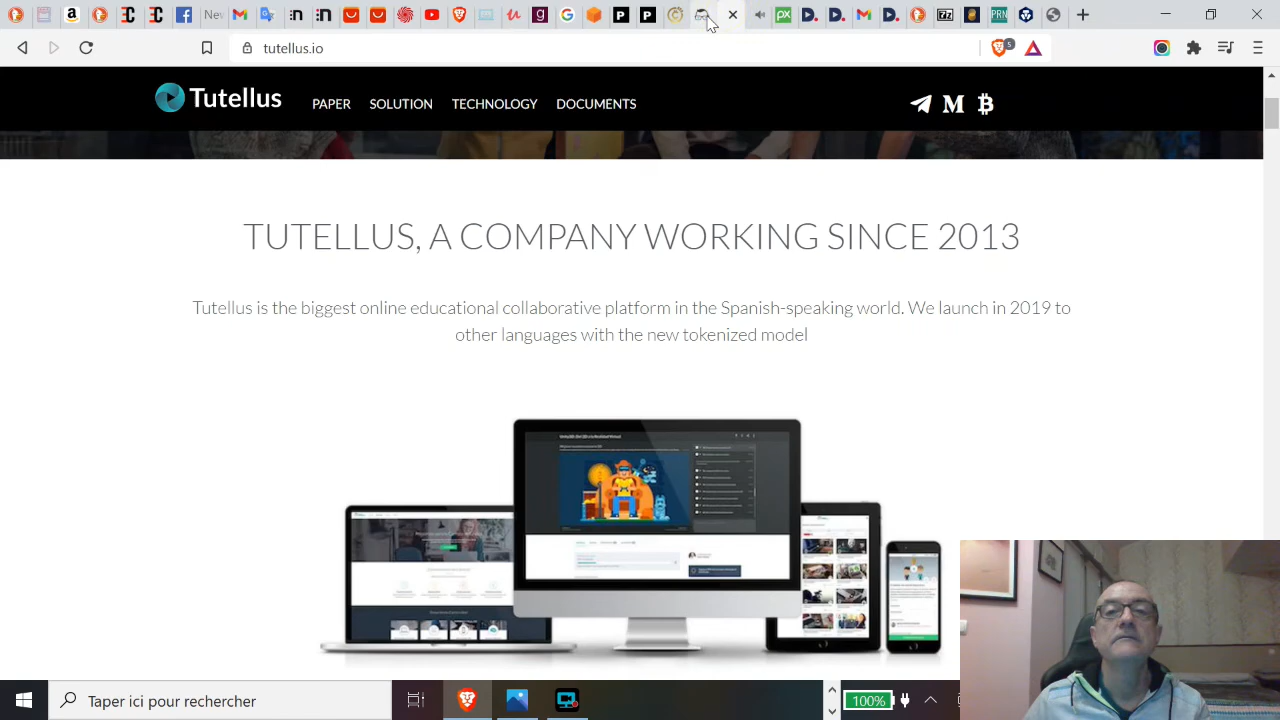 tutellus.io
5
Tutellus
PAPER
SOLUTION
TECHNOLOGY
DOCUMENTS
TUTELLUS, A COMPANY WORKING SINCE 2013
Tutellus is the biggest online educational collaborative platform in the Spanish-speaking world. We launch in 2019 to
other languages with the new tokenized model
Taper ici pour rechercher
100%